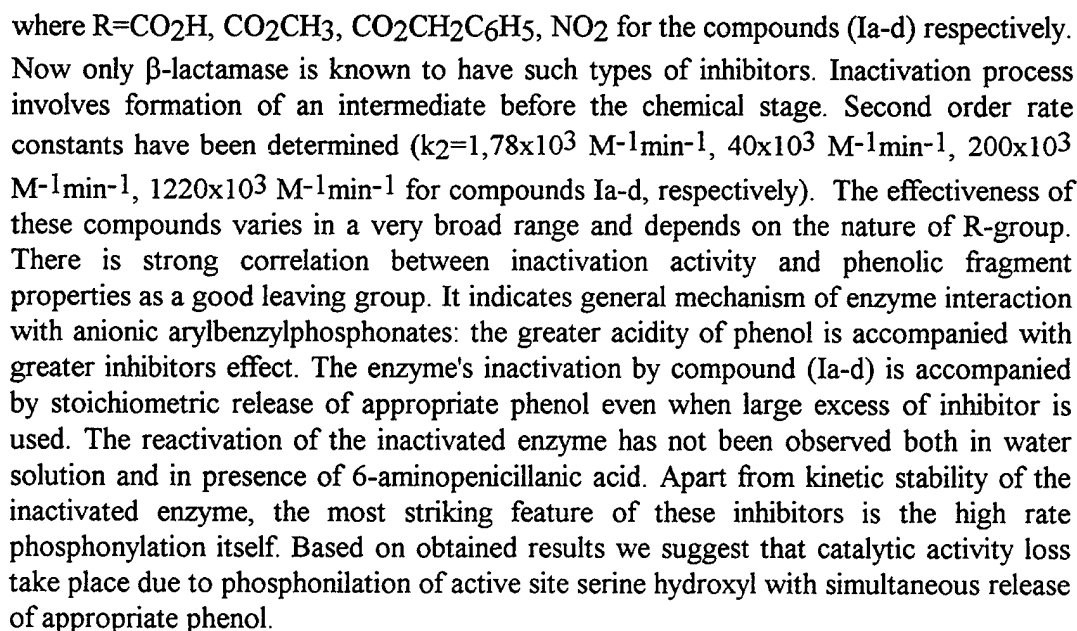 where R=CO2H, CO2CH3, CO2CH2C6H5, NO2 for the compounds (Ia-d) respectively.
Now only β-lactamase is known to have such types of inhibitors. Inactivation process
involves formation of an intermediate before the chemical stage. Second order rate
constants have been determined (k2=1,78x10³ M-1min-1, 40x10³ M-1min-1, 200x10³
M-1min-1, 1220x10³ M-1min-1 for compounds Ia-d, respectively). The effectiveness of
these compounds varies in a very broad range and depends on the nature of R-group.
There is strong correlation between inactivation activity and phenolic fragment
properties as a good leaving group. It indicates general mechanism of enzyme interaction
with anionic arylbenzylphosphonates: the greater acidity of phenol is accompanied with
greater inhibitors effect. The enzyme's inactivation by compound (Ia-d) is accompanied
by stoichiometric release of appropriate phenol even when large excess of inhibitor is
used. The reactivation of the inactivated enzyme has not been observed both in water
solution and in presence of 6-aminopenicillanic acid. Apart from kinetic stability of the
inactivated enzyme, the most striking feature of these inhibitors is the high rate
phosphonylation itself. Based on obtained results we suggest that catalytic activity loss
take place due to phosphonilation of active site serine hydroxyl with simultaneous release
of appropriate phenol.